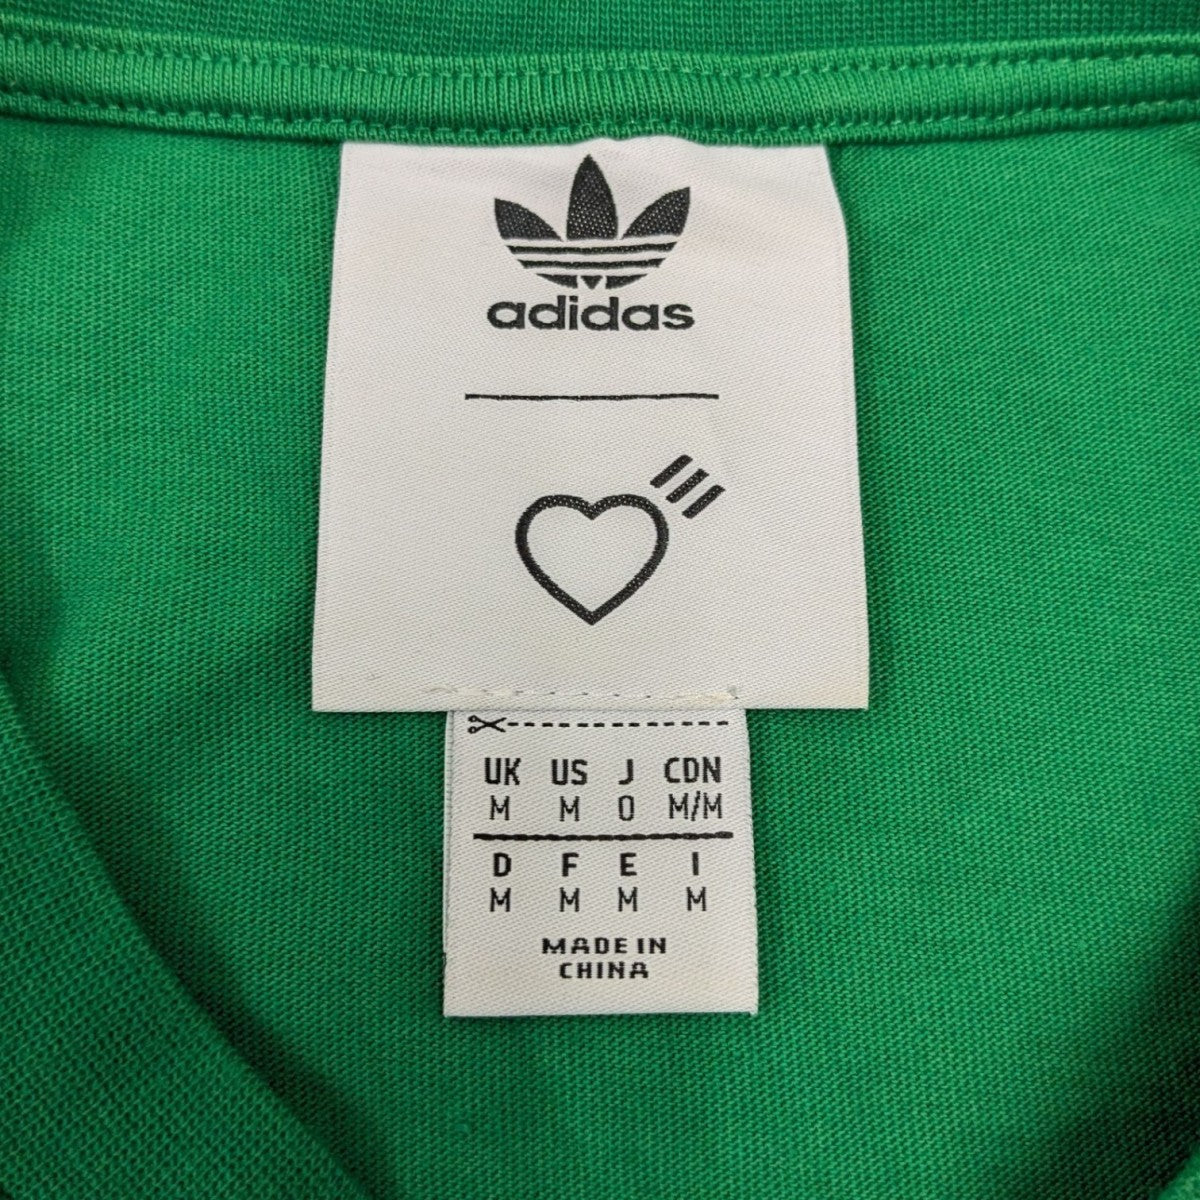 adidas
UK US J CDN
M M O M/M
D F E I
M M M M
MADE IN
CHINA